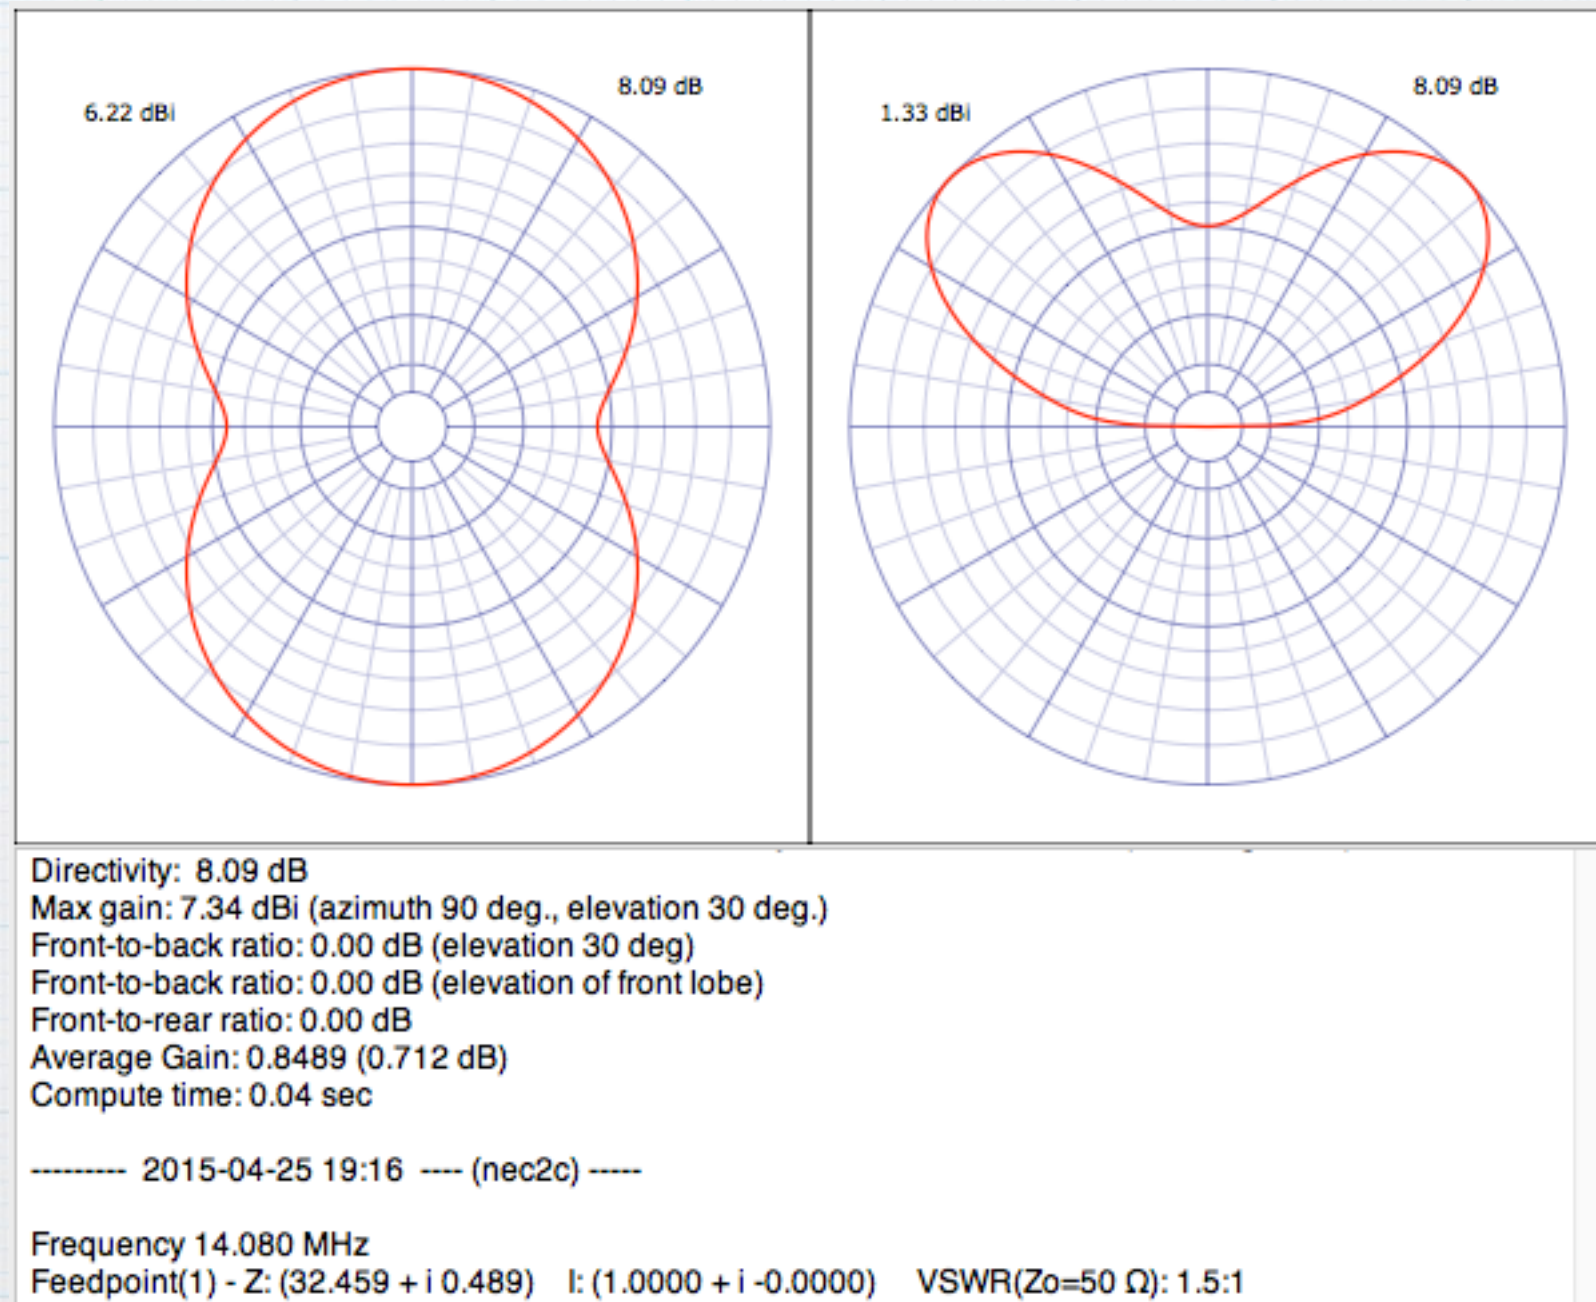 6.22 dBi
8.09 dB
1.33 dBi
8.09 dB
Directivity: 8.09 dB
Max gain: 7.34 dBi (azimuth 90 deg., elevation 30 deg.)
Front-to-back ratio: 0.00 dB (elevation 30 deg)
Front-to-back ratio: 0.00 dB (elevation of front lobe)
Front-to-rear ratio: 0.00 dB
Average Gain: 0.8489 (0.712 dB)
Compute time: 0.04 sec
--------- 2015-04-25 19:16 ---- (nec2c) -----
Frequency 14.080 MHz
Feedpoint(1) - Z: (32.459 + i 0.489) I: (1.0000 + i -0.0000) VSWR(Zo=50 Ω): 1.5:1